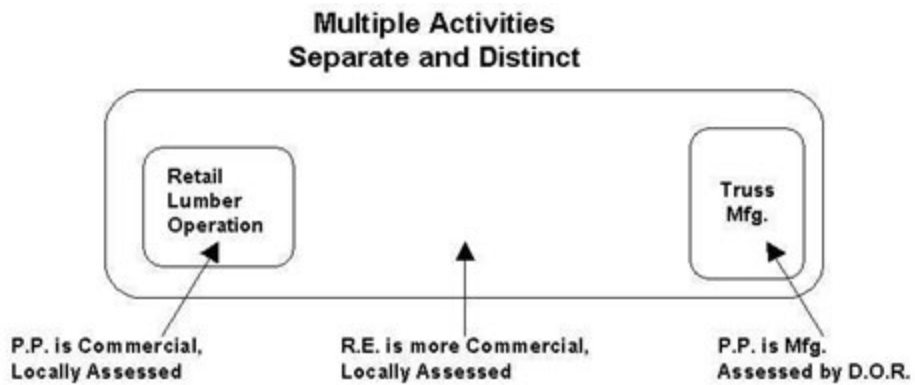 Multiple Activities
Separate and Distinct
Retail
Lumber
Operation
Truss
Mfg.
P.P. is Commercial,
Locally Assessed
R.E. is more Commercial,
Locally Assessed
P.P. is Mfg.
Assessed by D.O.R.